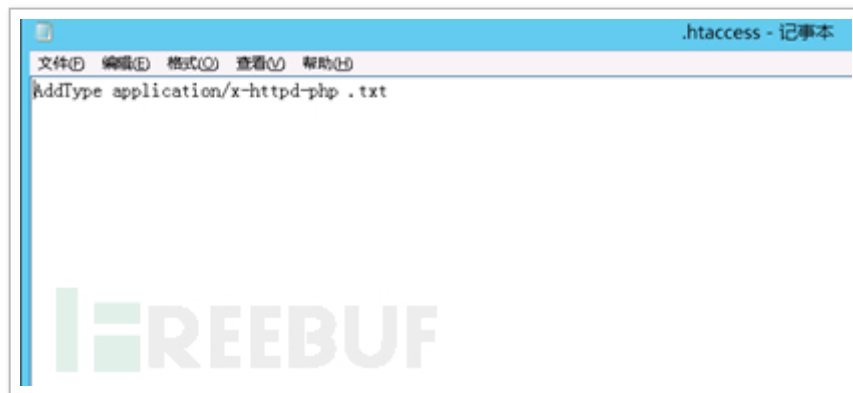 .htaccess - 记事本
文件(F) 编辑(E) 格式(O) 查看(V) 帮助(H)
AddType application/x-httpd-php .txt
FREEBUF